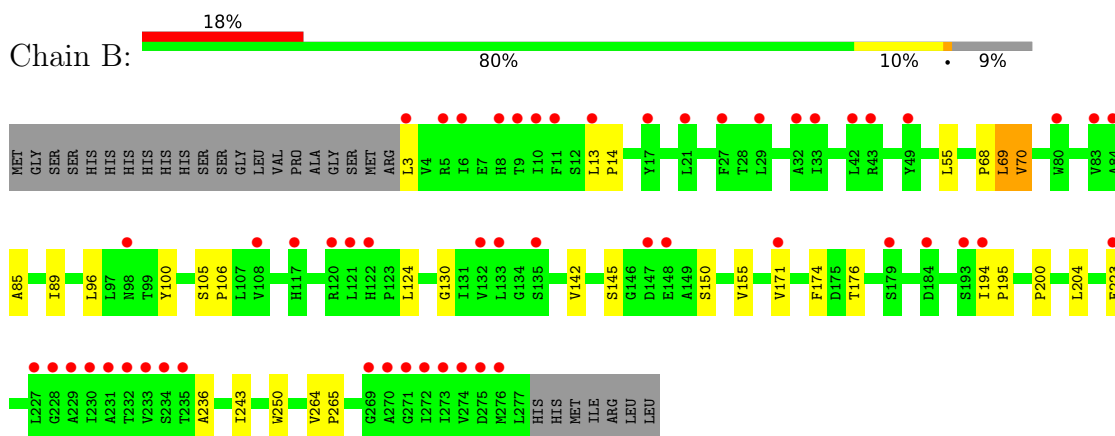 18%
Chain B:
80% 10% • 9%
MET GLY SER SER HIS HIS HIS HIS HIS HIS SER SER GLY LEU VAL PRO ALA GLY SER MET ARG L3 V4 R5 I6 E7 H8 T9 I10 F11 S12 L13 P14 Y17 L21 F27 T28 L29 A32 I33 L42 R43 Y49 L55 P68 L69 V70 W80 V83 A84
A85 I89 L96 L97 N98 T99 Y100 S105 P106 L107 V108 H117 R120 L121 H122 P123 L124 G130 I131 V132 L133 G134 S135 V142 S145 G146 D147 E148 A149 S150 V155 V171 F174 D175 T176 S179 D184 S193 I194 P195 P200 L204
L227 G228 A229 I230 A231 T232 V233 S234 T235 A236 I243 W250 V264 P265 G269 A270 G271 I272 I273 V274 D275 M276 L277 HIS HIS MET ILE ARG LEU LEU